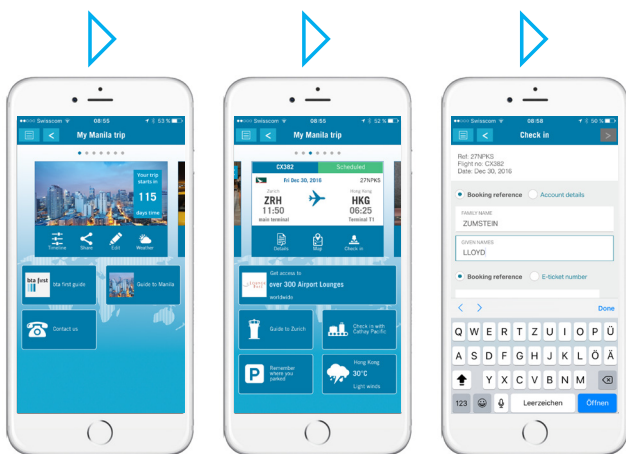 Swisscom 08:55 53 %
My Manila trip
Your trip
starts in
115
days time
Timeline Share Edit Weather
bta first
bta first guide
Guide to Manila
Contact us
Swisscom 08:55 52 %
My Manila trip
CX382 Scheduled
Fri Dec 30, 2016 27NPKS
Zurich Hong Kong
ZRH HKG
11:50 06:25
main terminal Terminal T1
Details Map Check in
Get access to
over 300 Airport Lounges
worldwide
Guide to Zurich
Check in with
Cathay Pacific
P
Remember
where you
parked
Hong Kong
30°C
Light winds
Swisscom 08:58 50 %
Check in
Ref: 27NPKS
Flight no: CX382
Date: Dec 30, 2016
Booking reference Account details
FAMILY NAME
ZUMSTEIN
GIVEN NAMES
LLOYD
Booking reference E-ticket number
Done
Q W E R T Z U I O P Ü
A S D F G H J K L Ö Ä
Y X C V B N M
123 Leerzeichen Öffnen